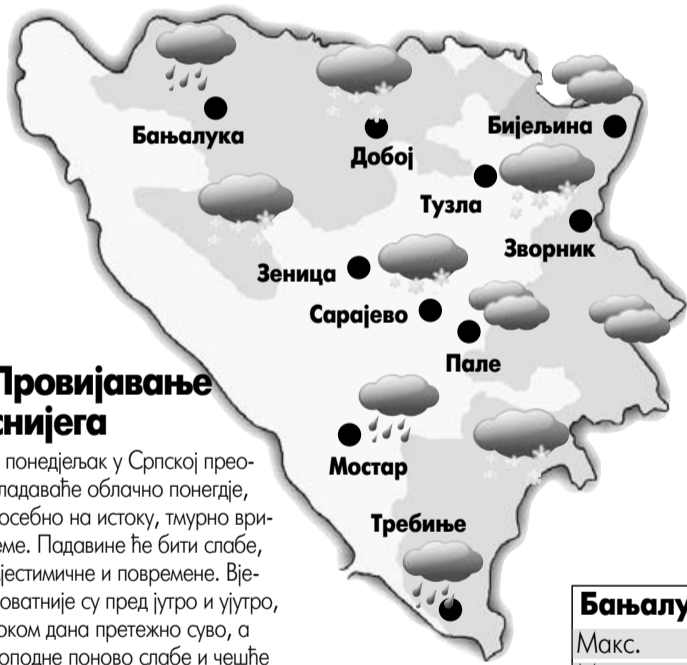 Бањалука
Добој
Бијељина
Тузла
Зворник
Зеница
Сарајево
Пале
Мостар
Требиње
Провијавање
снијега
понедјељак у Српској прео-
ладаваће облачно понегдје,
осебно на истоку, тмурно ври-
еме. Падавине ће бити слабе,
јестимичне и повремене. Вје-
оватније су пред јутро и ујутро,
оком дана претежно суво, а
оподне поново слабе и чешће
Бањалу
Макс.